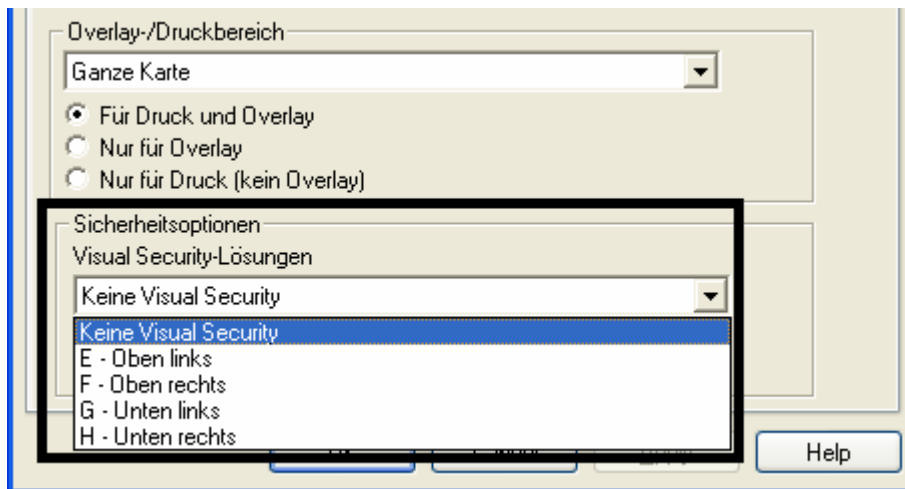 Overlay-/Druckbereich
Ganze Karte
Für Druck und Overlay
Nur für Overlay
Nur für Druck (kein Overlay)
Sicherheitsoptionen
Visual Security-Lösungen
Keine Visual Security
Keine Visual Security
E - Oben links
F - Oben rechts
G - Unten links
H - Unten rechts
Help